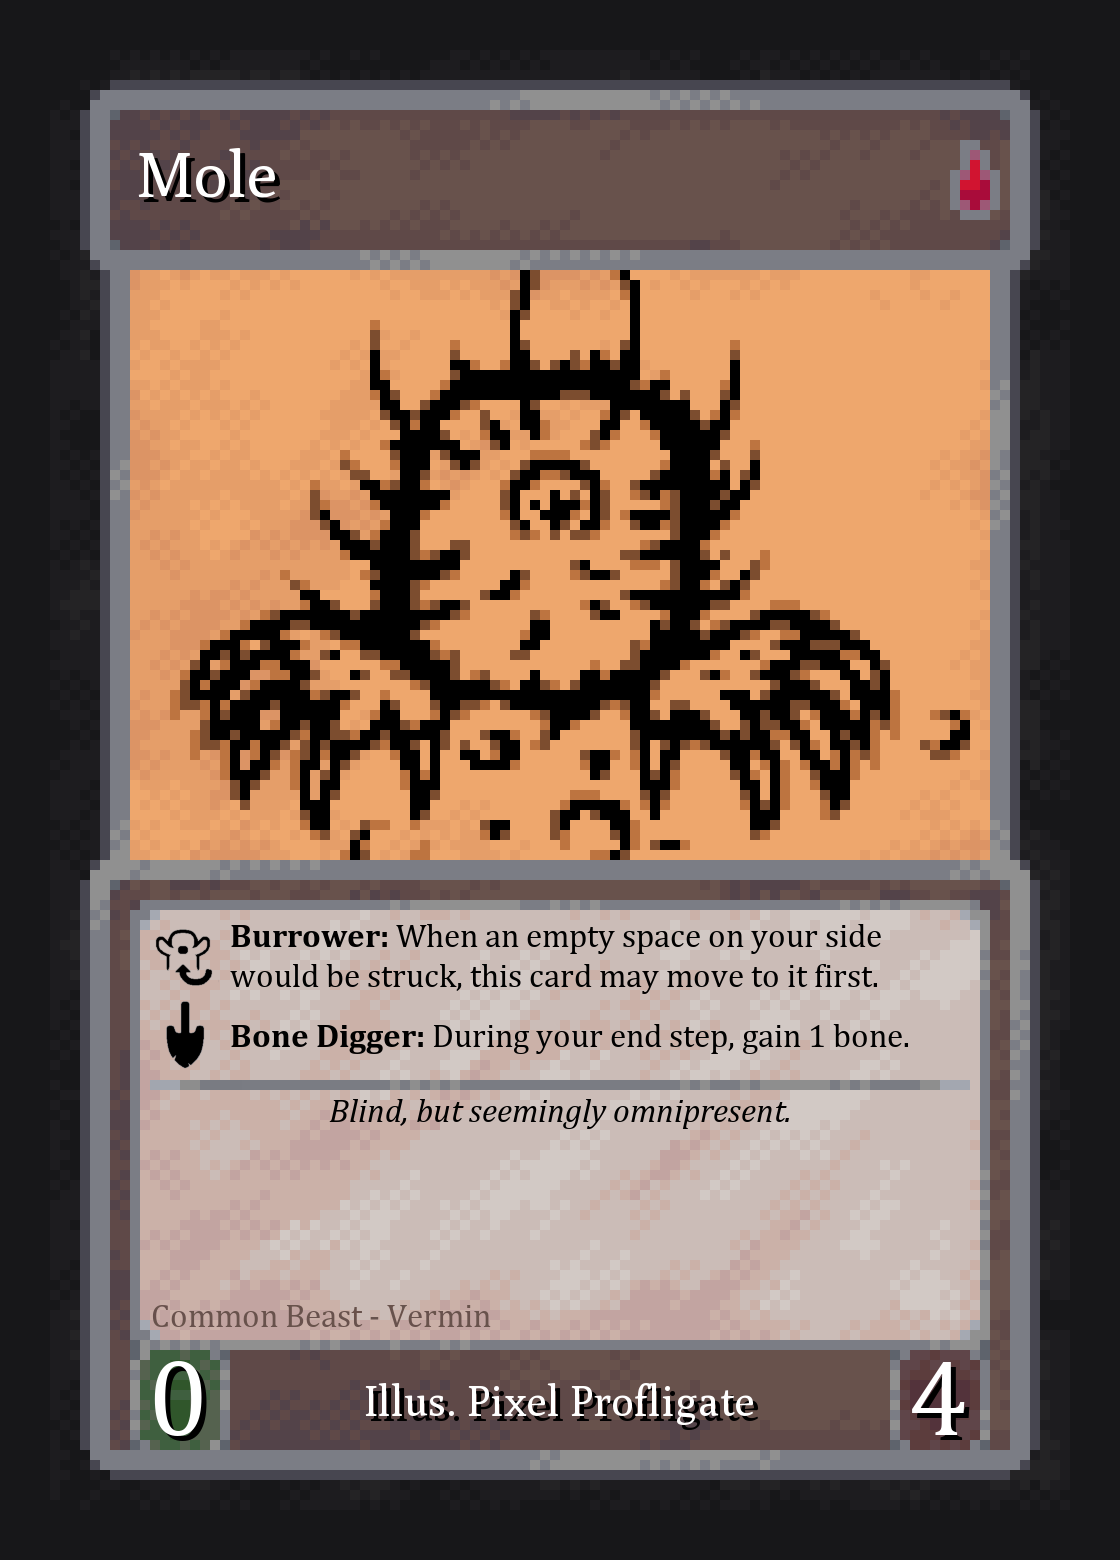 Mole
Burrower: When an empty space on your side
would be struck, this card may move to it first.
Bone Digger: During your end step, gain 1 bone.
Blind, but seemingly omnipresent.
Common Beast - Vermin
0 Illus. Pixel Profligate 4